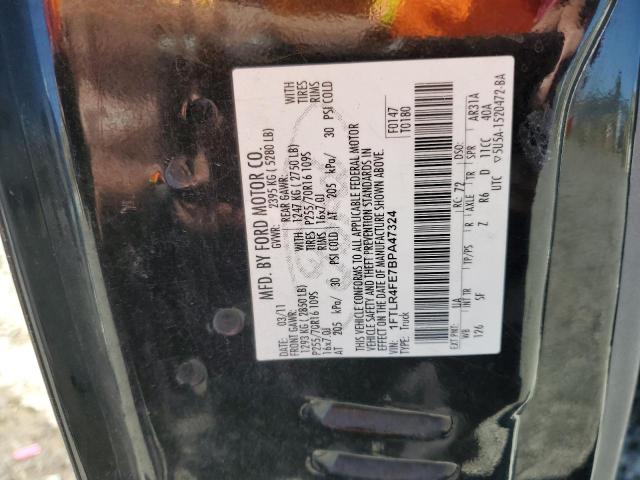 MFD. BY FORD MOTOR CO.
DATE: 03/11 GVWR: 2395 KG ( 5280 LB)
FRONT GAWR: REAR GAWR:
1293 KG ( 2850 LB) WITH 1247 KG ( 2750 LB) WITH
P255/70R16 109S TIRES P255/70R16 109S TIRES
16x7.0J RIMS 16x7.0J RIMS
AT 205 kPa/ 30 PSI COLD AT 205 kPa/ 30 PSI COLD
THIS VEHICLE CONFORMS TO ALL APPLICABLE FEDERAL MOTOR
VEHICLE SAFETY AND THEFT PREVENTION STANDARDS IN
EFFECT ON THE DATE OF MANUFACTURE SHOWN ABOVE.
VIN: 1FTLR4FE7BPA47324 F0147
TYPE: Truck T0180
EXT PNT: UA RC: 72 DSO:
WB INT TR TP/PS R AXLE TR SPR AR31A
126 SF Z R6 D 11CC 40A
UTC 5U5A-1520472-BA